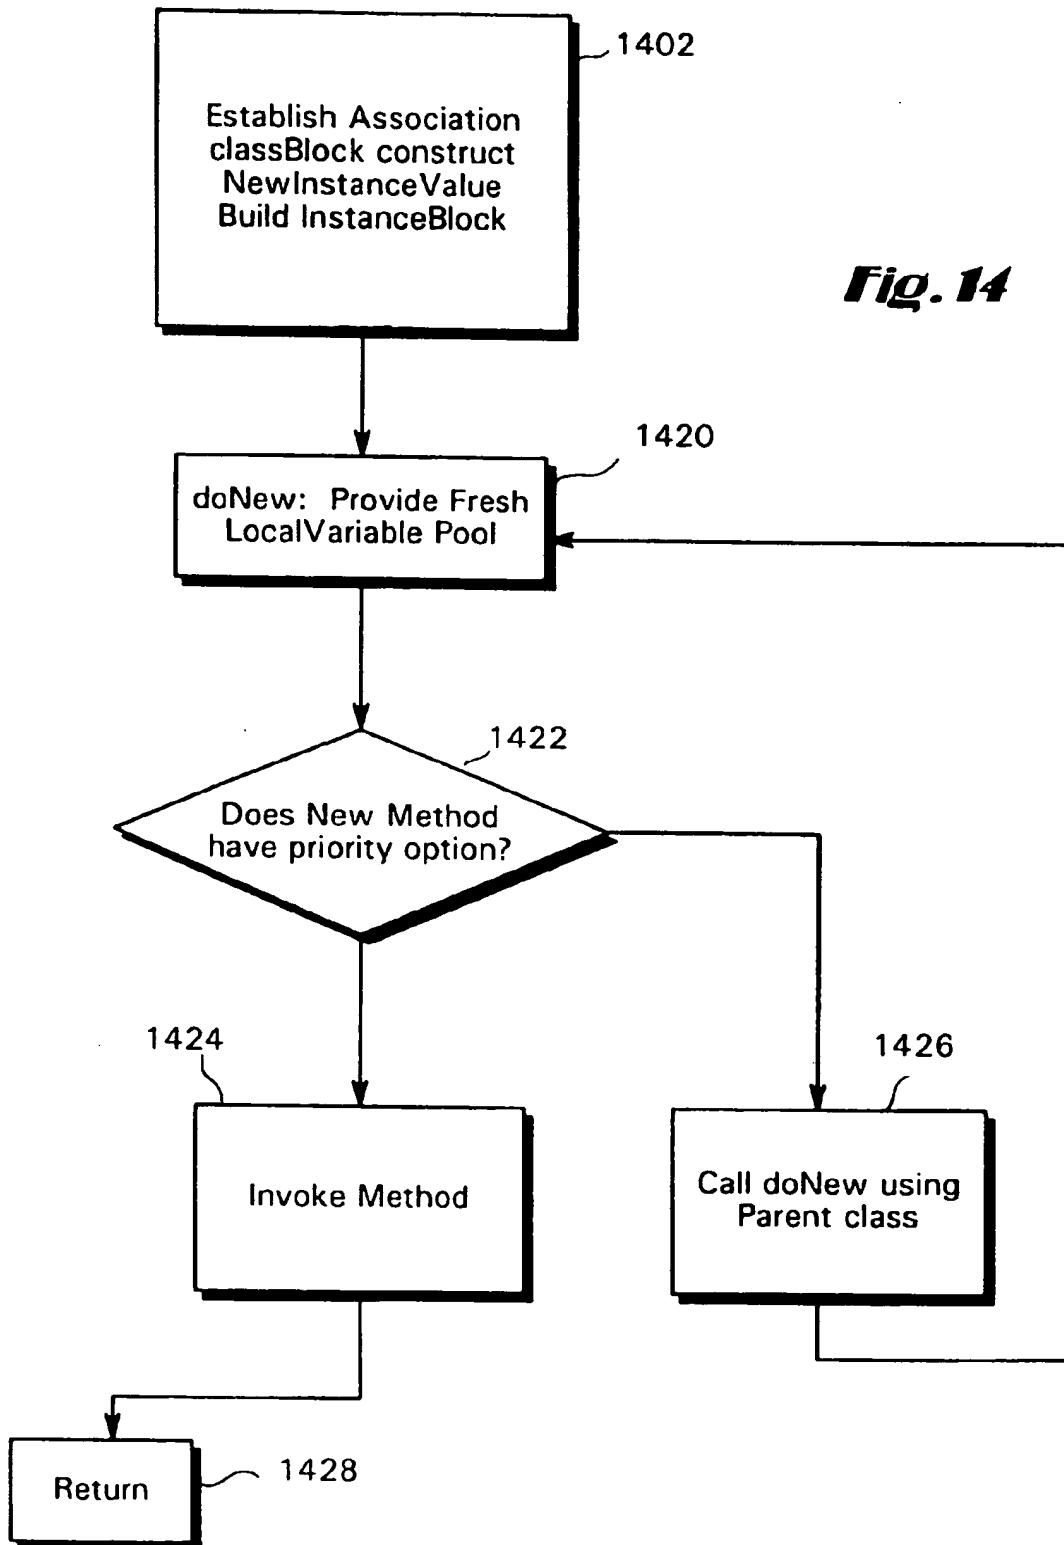 1402
Establish Association
classBlock construct
NewInstanceValue
Build InstanceBlock
Fig. 14
1420
doNew: Provide Fresh
LocalVariable Pool
1422
Does New Method
have priority option?
1424
Invoke Method
1426
Call doNew using
Parent class
Return
1428